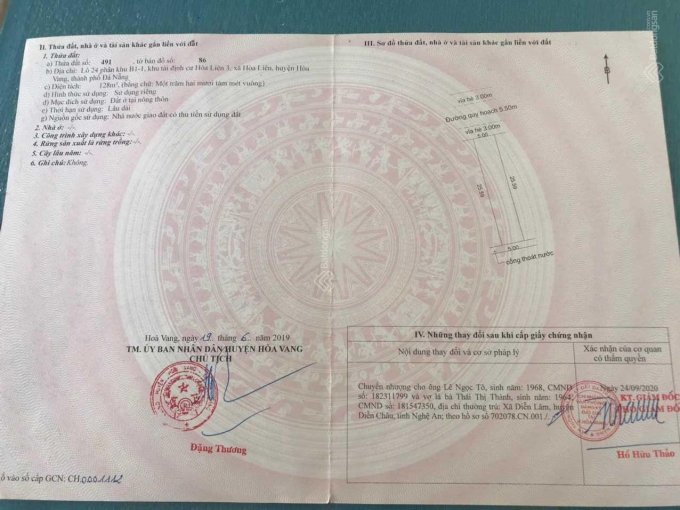 II. Thửa đất, nhà ở và tài sản khác gắn liền với đất
1. Thửa đất:
a) Thửa đất số: 491 , tờ bản đồ số: 86
b) Địa chỉ: Lô 24 phân khu B1-1, khu tái định cư Hòa Liên 3, xã Hòa Liên, huyện Hòa
Vang, thành phố Đà Nẵng
c) Diện tích: 128m², (bằng chữ: Một trăm hai mươi tám mét vuông)
d) Hình thức sử dụng: Sử dụng riêng
đ) Mục đích sử dụng: Đất ở tại nông thôn
e) Thời hạn sử dụng: Lâu dài
g) Nguồn gốc sử dụng: Nhà nước giao đất có thu tiền sử dụng đất
2. Nhà ở: -/-
3. Công trình xây dựng khác: -/-
4. Rừng sản xuất là rừng trồng: -/-
5. Cây lâu năm: -/-
6. Ghi chú: Không.
Hoà Vang, ngày 19 tháng 6 năm 2019
TM. ỦY BAN NHÂN DÂN HUYỆN HÒA VANG
CHỦ TỊCH
Đặng Thương
ổ vào sổ cấp GCN: CH.0001112
III. Sơ đồ thửa đất, nhà ở và tài sản khác gắn liền với đất
B
vỉa hè 3.00m
Đường quy hoạch 5.50m
vỉa hè 3.00m
5.00
25.59
25.59
5.00
cống thoát nước
IV. Những thay đổi sau khi cấp giấy chứng nhận
Nội dung thay đổi và cơ sở pháp lý
Xác nhận của cơ quan
có thẩm quyền
Chuyển nhượng cho ông Lê Ngọc Tô, sinh năm: 1968, CMND
số: 182311799 và vợ là bà Thái Thị Thành, sinh năm: 1964,
CMND số: 181547350, địa chỉ thường trú: Xã Diễn Lâm, huyện
Diễn Châu, tỉnh Nghệ An; theo hồ sơ số 702078.CN.001./.
Ngày 24/09/2020
KT. GIÁM ĐỐC
Hồ Hữu Thảo